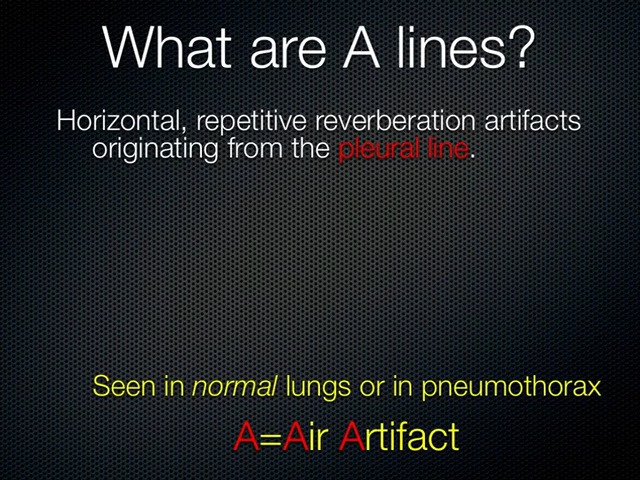 What are A lines?
Horizontal, repetitive reverberation artifacts
originating from the pleural line.
Seen in normal lungs or in pneumothorax
A=Air Artifact